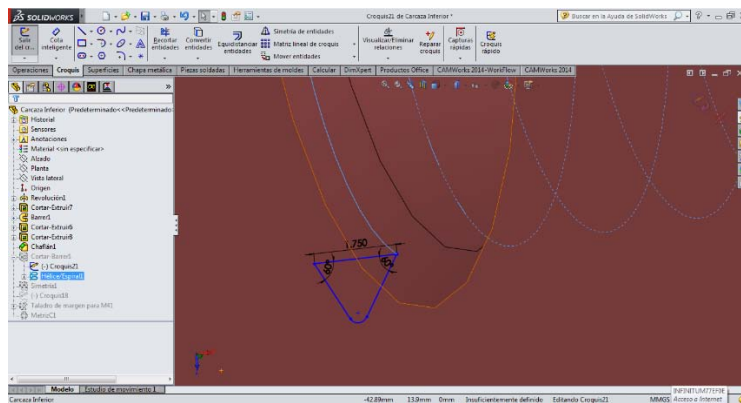 SOLIDWORKS
Croquis21 de Carcaza Inferior *
Buscar en la Ayuda de SolidWorks
Salir del cr...
Cota inteligente
Recortar entidades
Convertir entidades
Equidistanciar entidades
Simetría de entidades
Matriz lineal de croquis
Mover entidades
Visualizar/Eliminar relaciones
Reparar croquis
Capturas rápidas
Croquis rápido
Operaciones Croquis Superficies Chapa metálica Piezas soldadas Herramientas de moldes Calcular DimXpert Productos Office CAMWorks 2014-WorkFlow CAMWorks 2014
Carcaza Inferior (Predeterminado<<Predeterminado
Historial
Sensores
Anotaciones
Material <sin especificar>
Alzado
Planta
Vista lateral
Origen
Revolución1
Cortar-Extruir7
Barrer1
Cortar-Extruir6
Cortar-Extruir8
Chaflán1
Cortar-Barrer1
(-) Croquis21
Hélice/Espiral1
Simetría1
(-) Croquis18
Taladro de margen para M41
MetricC1
1.750
60°
60°
Modelo Estudio de movimiento 1
Carcaza Inferior
-42.89mm 13.9mm 0mm Insuficientemente definido Editando Croquis21 MMGS
INFINITUM77EF9E
Acceso a Internet